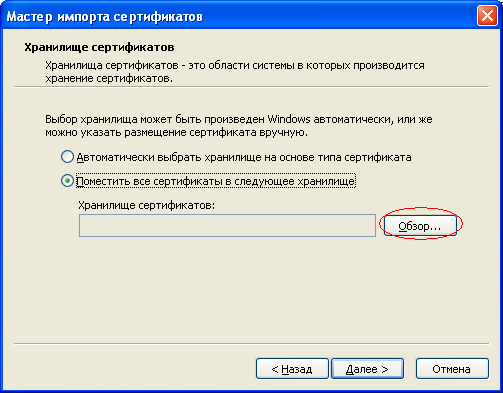 Мастер импорта сертификатов
Хранилище сертификатов
Хранилища сертификатов - это области системы в которых производится
хранение сертификатов.
Выбор хранилища может быть произведен Windows автоматически, или же
можно указать размещение сертификата вручную.
Автоматически выбрать хранилище на основе типа сертификата
Поместить все сертификаты в следующее хранилище
Хранилище сертификатов:
Обзор...
< Назад
Далее >
Отмена